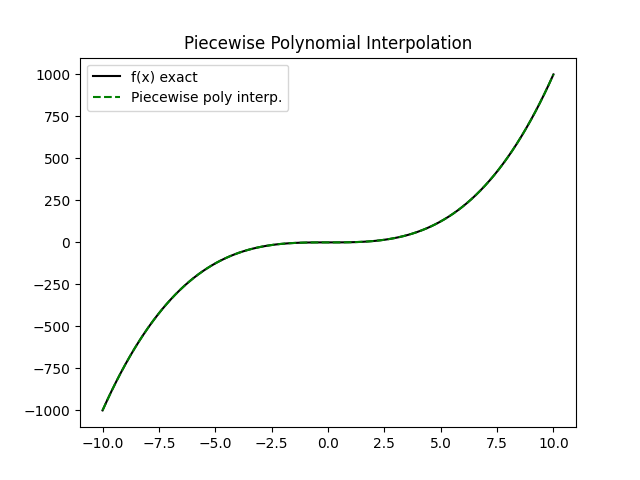 Piecewise Polynomial Interpolation
f(x) exact
Piecewise poly interp.
1000
750
500
250
0
−250
−500
−750
−1000
−10.0 −7.5 −5.0 −2.5 0.0 2.5 5.0 7.5 10.0